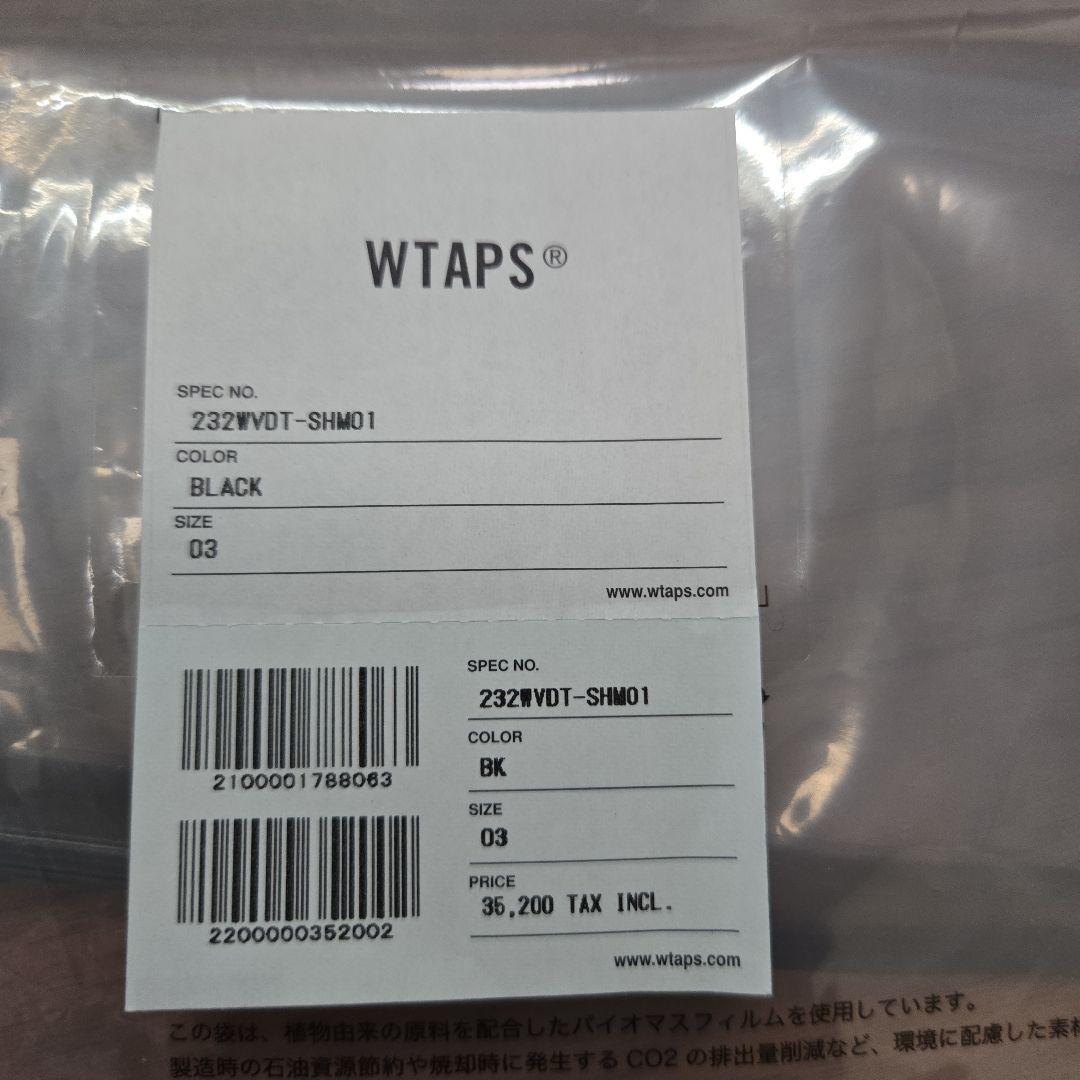 WTAPS®
SPEC NO.
232WVDT-SHM01
COLOR
BLACK
SIZE
03
www.wtaps.com
2100001788063
2200000352002
SPEC NO.
232WVDT-SHM01
COLOR
BK
SIZE
03
PRICE
35,200 TAX INCL.
www.wtaps.com
この袋は、植物由来の原料を配合したバイオマスフィルムを使用しています。
製造時の石油資源節約や焼却時に発生するCO2の排出量削減など、環境に配慮した素材